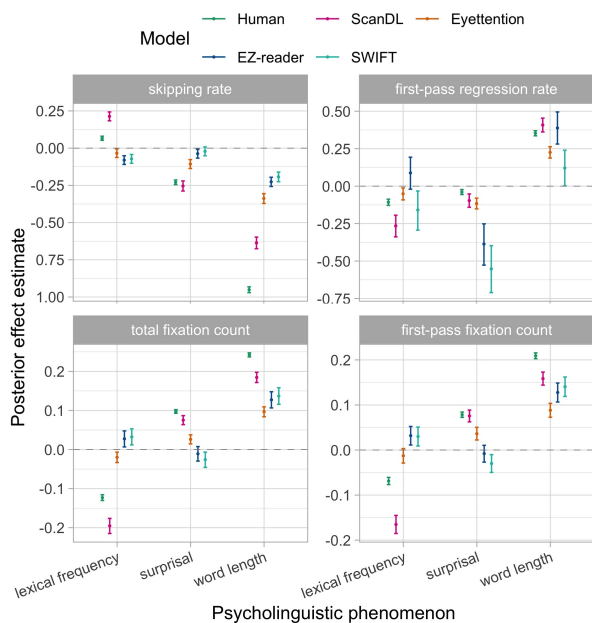 Model
Human
ScanDL
Eyettention
EZ-reader
SWIFT
Posterior effect estimate
skipping rate
0.25
0.00
-0.25
-0.50
0.75
1.00
first-pass regression rate
0.50
0.25
0.00
-0.25
-0.50
-0.75
total fixation count
0.2
0.1
0.0
-0.1
-0.2
first-pass fixation count
0.2
0.1
0.0
-0.1
-0.2
lexical frequency
surprisal
word length
lexical frequency
surprisal
word length
Psycholinguistic phenomenon